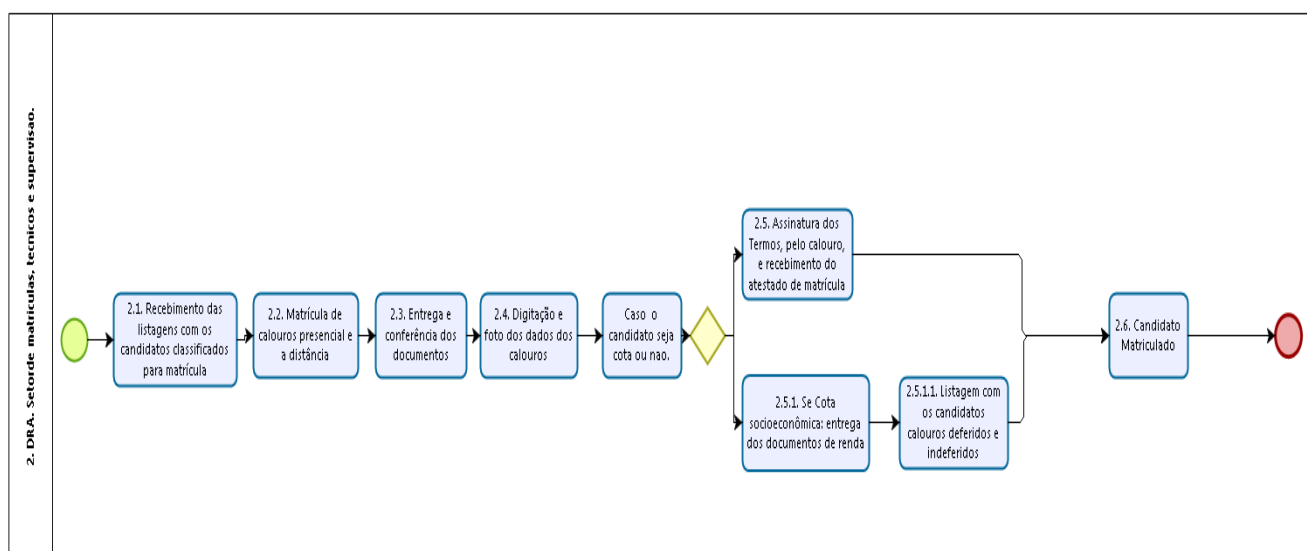 2. DRA. Setorde matriculas, tecnicos e supervisao.
2.1. Recebimento das
listagens com os
candidatos classificados
para matrícula
2.2. Matrícula de
calouros presencial e
a distância
2.3. Entrega e
conferência dos
documentos
2.4. Digitação e
foto dos dados dos
calouros
Caso o
candidato seja
cota ou nao.
2.5. Assinatura dos
Termos, pelo calouro,
e recebimento do
atestado de matrícula
2.5.1. Se Cota
socioeconômica: entrega
dos documentos de renda
2.5.1.1. Listagem com
os candidatos
calouros deferidos e
indeferidos
2.6. Candidato
Matriculado